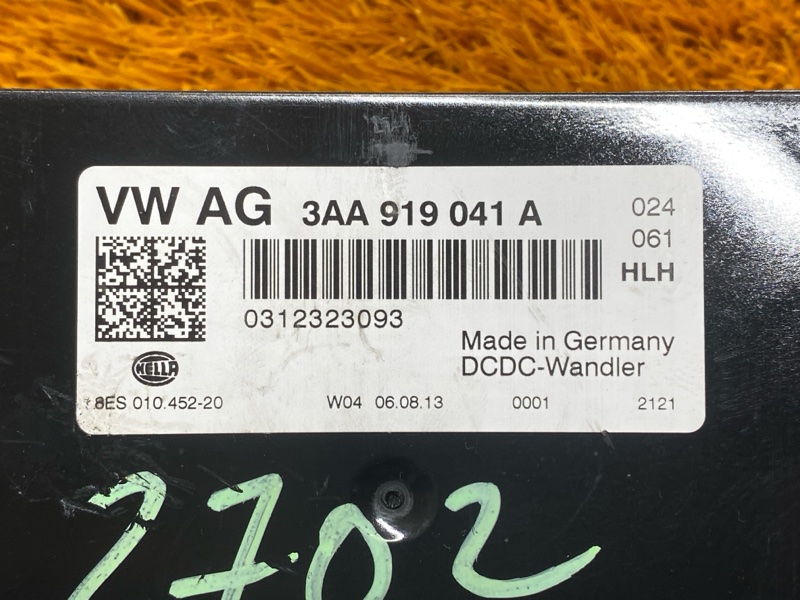 VW AG 3AA 919 041 A 024
061
HLH
0312323093
Made in Germany
DCDC-Wandler
HELLA
8ES 010.452-20 W04 06.08.13 0001 2121
2702